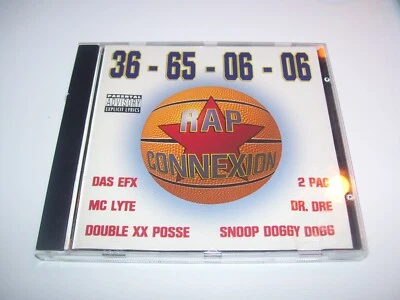 36 - 65 - 06 - 06
PARENTAL
ADVISORY
EXPLICIT LYRICS
RAP
CONNEXION
DAS EFX
2 PAC
MC LYTE
DR. DRE
DOUBLE XX POSSE
SNOOP DOGGY DOGG